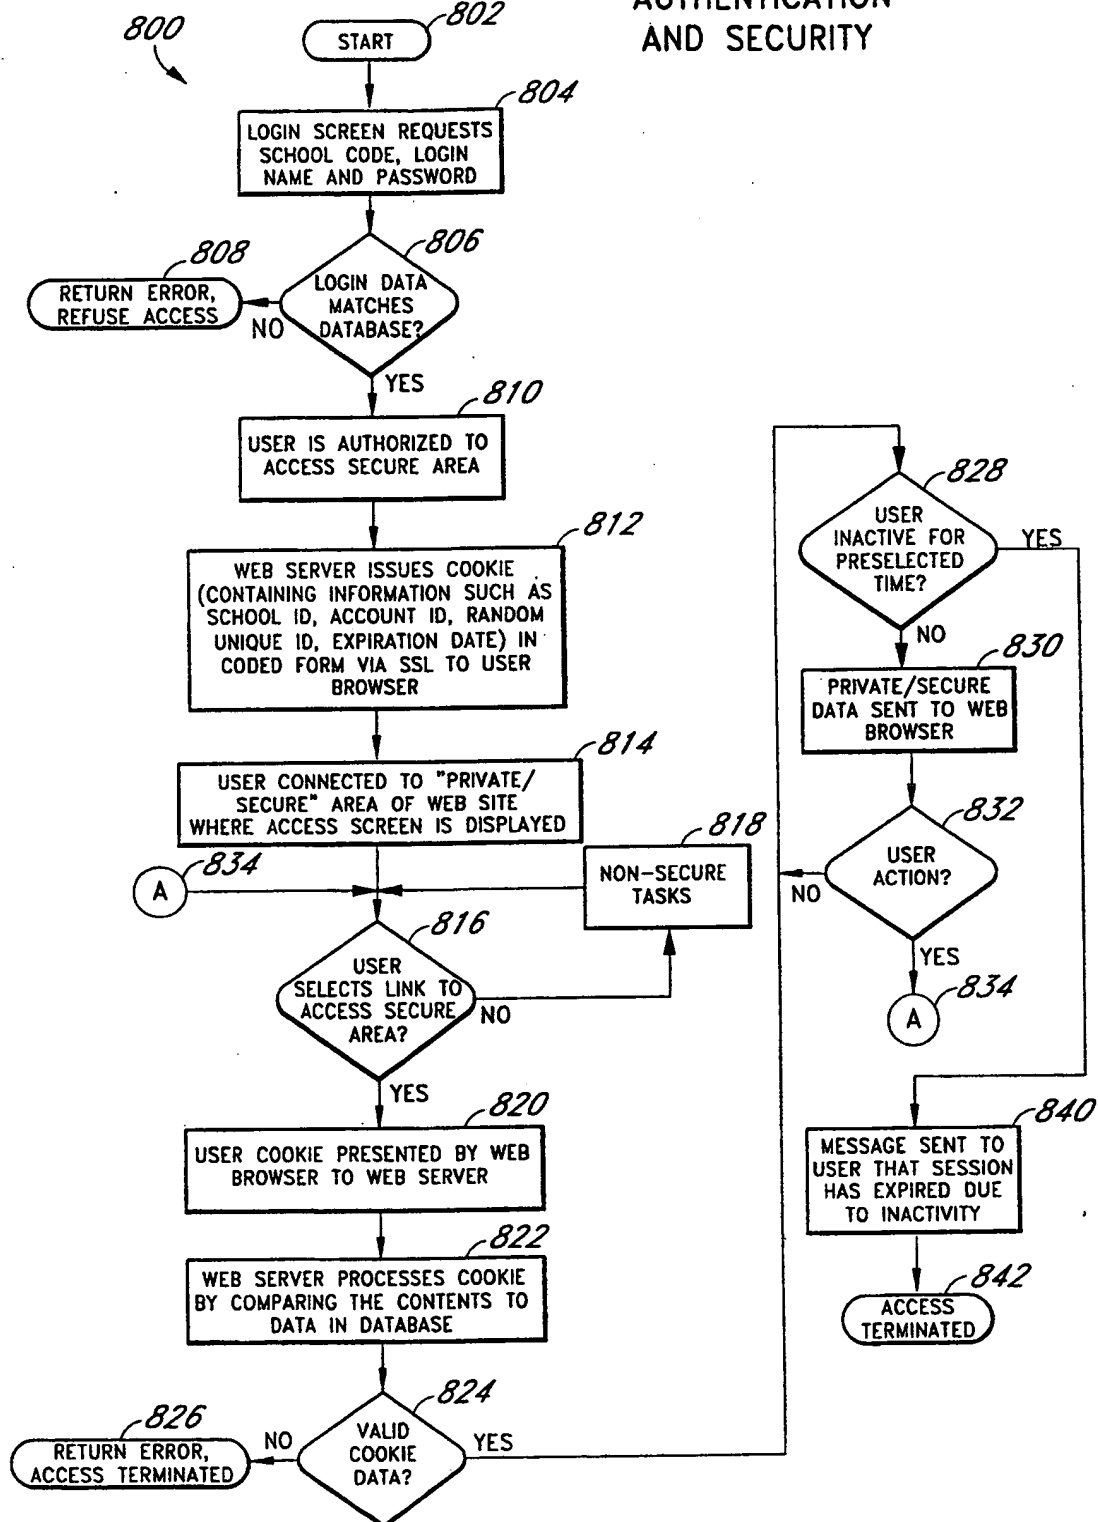 AUTHENTICATION
AND SECURITY
800
802
START
804
LOGIN SCREEN REQUESTS
SCHOOL CODE, LOGIN
NAME AND PASSWORD
806
LOGIN DATA
MATCHES
DATABASE?
808
RETURN ERROR,
REFUSE ACCESS
NO
YES
810
USER IS AUTHORIZED TO
ACCESS SECURE AREA
812
WEB SERVER ISSUES COOKIE
(CONTAINING INFORMATION SUCH AS
SCHOOL ID, ACCOUNT ID, RANDOM
UNIQUE ID, EXPIRATION DATE) IN
CODED FORM VIA SSL TO USER
BROWSER
814
USER CONNECTED TO "PRIVATE/
SECURE" AREA OF WEB SITE
WHERE ACCESS SCREEN IS DISPLAYED
834
A
818
NON-SECURE
TASKS
816
USER
SELECTS LINK TO
ACCESS SECURE
AREA?
NO
YES
820
USER COOKIE PRESENTED BY WEB
BROWSER TO WEB SERVER
822
WEB SERVER PROCESSES COOKIE
BY COMPARING THE CONTENTS TO
DATA IN DATABASE
824
VALID
COOKIE
DATA?
826
RETURN ERROR,
ACCESS TERMINATED
NO
YES
828
USER
INACTIVE FOR
PRESELECTED
TIME?
YES
NO
830
PRIVATE/SECURE
DATA SENT TO WEB
BROWSER
832
USER
ACTION?
NO
YES
834
A
840
MESSAGE SENT TO
USER THAT SESSION
HAS EXPIRED DUE
TO INACTIVITY
842
ACCESS
TERMINATED